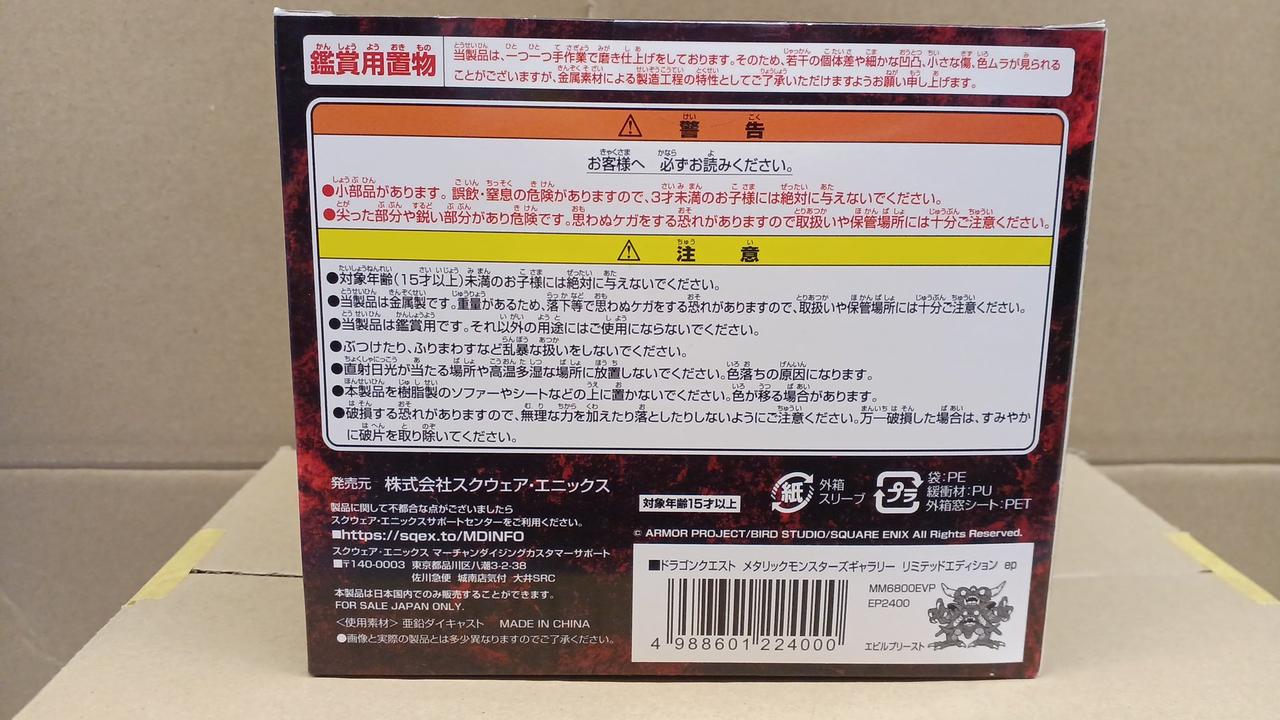 鑑賞用置物
当製品は、一つ一つ手作業で磨き仕上げをしております。そのため、若干の個体差や細かな凹凸、小さな傷、色ムラが見られる
ことがございますが、金属素材による製造工程の特性としてご了承いただけますようお願い申し上げます。
⚠ 警告
お客様へ 必ずお読みください。
●小部品があります。誤飲・窒息の危険がありますので、3才未満のお子様には絶対に与えないでください。
●尖った部分や鋭い部分があり危険です。思わぬケガをする恐れがありますので取扱いや保管場所には十分ご注意ください。
⚠ 注意
●対象年齢(15才以上)未満のお子様には絶対に与えないでください。
●当製品は金属製です。重量があるため、落下等で思わぬケガをする恐れがありますので、取扱いや保管場所には十分ご注意ください。
●当製品は鑑賞用です。それ以外の用途にはご使用にならないでください。
●ぶつけたり、ふりまわすなど乱暴な扱いをしないでください。
●直射日光が当たる場所や高温多湿な場所に放置しないでください。色落ちの原因になります。
●本製品を樹脂製のソファーやシートなどの上に置かないでください。色が移る場合があります。
●破損する恐れがありますので、無理な力を加えたり落としたりしないようにご注意ください。万一破損した場合は、すみやか
に破片を取り除いてください。
発売元 株式会社スクウェア・エニックス
製品に関して不都合な点がございましたら
スクウェア・エニックスサポートセンターをご利用ください。
■https://sqex.to/MDINFO
スクウェア・エニックス マーチャンダイジングカスタマーサポート
■〒140-0003 東京都品川区八潮3-2-38
佐川急便 城南店気付 大井SRC
本製品は日本国内でのみ販売することができます。
FOR SALE JAPAN ONLY.
<使用素材> 亜鉛ダイキャスト MADE IN CHINA
●画像と実際の製品とは多少異なりますのでご了承ください。
対象年齢15才以上
紙 外箱
スリーブ
プラ 袋:PE
緩衝材:PU
外箱窓シート:PET
© ARMOR PROJECT/BIRD STUDIO/SQUARE ENIX All Rights Reserved.
■ドラゴンクエスト メタリックモンスターズギャラリー リミテッドエディション ep
MM6800EVP
EP2400
4 988601 224000
エビルプリースト